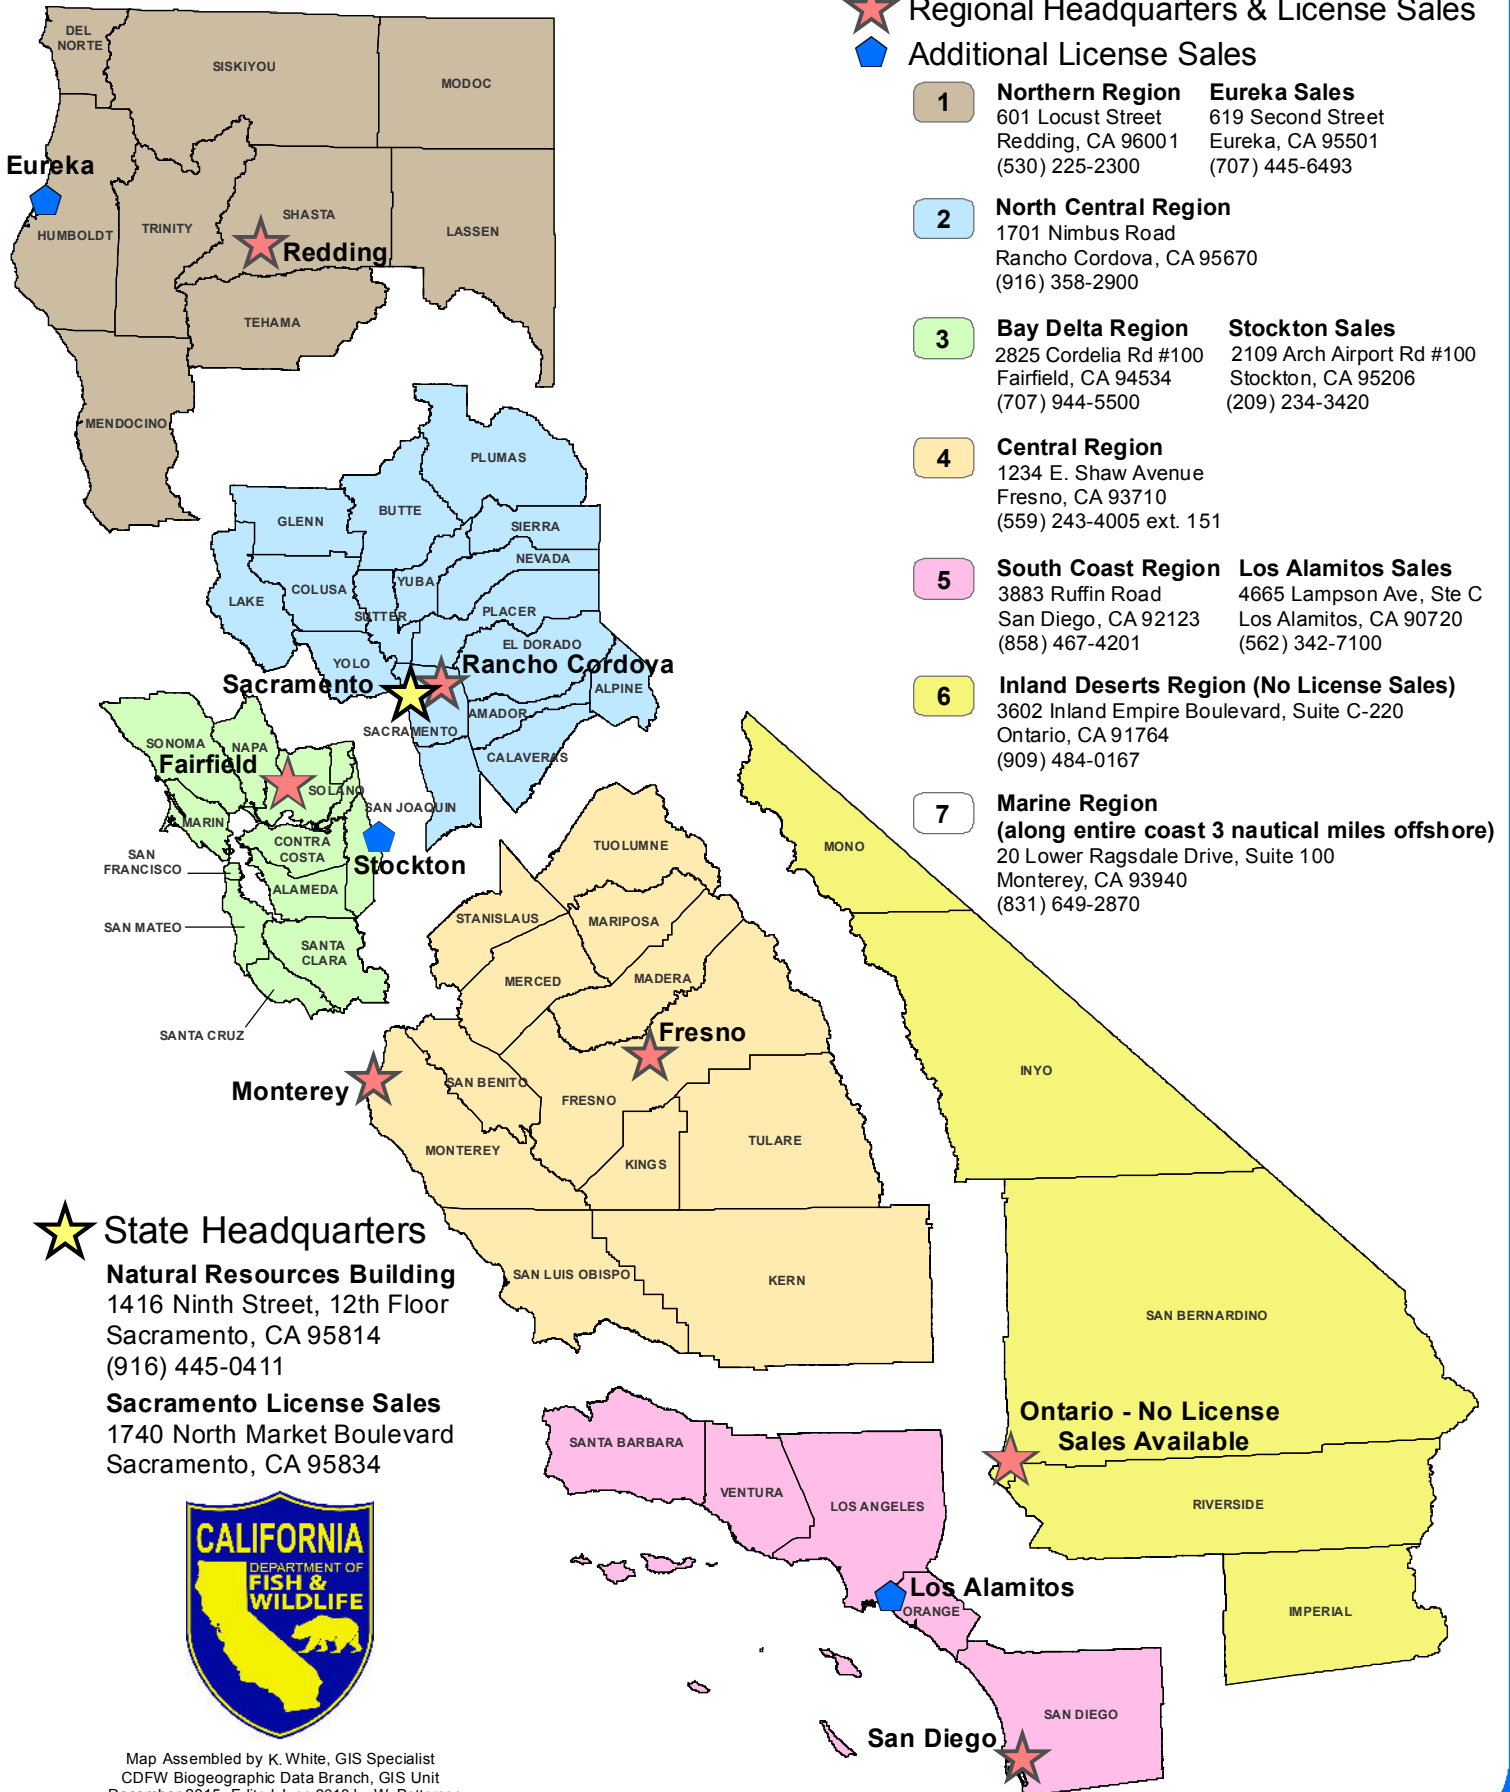 Regional Headquarters & License Sales
Additional License Sales
1
Northern Region
601 Locust Street
Redding, CA 96001
(530) 225-2300
Eureka Sales
619 Second Street
Eureka, CA 95501
(707) 445-6493
2
North Central Region
1701 Nimbus Road
Rancho Cordova, CA 95670
(916) 358-2900
3
Bay Delta Region
2825 Cordelia Rd #100
Fairfield, CA 94534
(707) 944-5500
Stockton Sales
2109 Arch Airport Rd #100
Stockton, CA 95206
(209) 234-3420
4
Central Region
1234 E. Shaw Avenue
Fresno, CA 93710
(559) 243-4005 ext. 151
5
South Coast Region
3883 Ruffin Road
San Diego, CA 92123
(858) 467-4201
Los Alamitos Sales
4665 Lampson Ave, Ste C
Los Alamitos, CA 90720
(562) 342-7100
6
Inland Deserts Region (No License Sales)
3602 Inland Empire Boulevard, Suite C-220
Ontario, CA 91764
(909) 484-0167
7
Marine Region
(along entire coast 3 nautical miles offshore)
20 Lower Ragsdale Drive, Suite 100
Monterey, CA 93940
(831) 649-2870
DEL
NORTE
SISKIYOU
MODOC
Eureka
HUMBOLDT
TRINITY
SHASTA
Redding
LASSEN
TEHAMA
MENDOCINO
PLUMAS
GLENN
BUTTE
SIERRA
NEVADA
COLUSA
YUBA
LAKE
SUTTER
PLACER
EL DORADO
YOLO
Rancho Cordova
Sacramento
ALPINE
AMADOR
SACRAMENTO
CALAVERAS
SONOMA
NAPA
Fairfield
SOLANO
SAN JOAQUIN
MARIN
CONTRA
COSTA
Stockton
SAN
FRANCISCO
ALAMEDA
SAN MATEO
SANTA
CLARA
SANTA CRUZ
TUOLUMNE
STANISLAUS
MARIPOSA
MERCED
MADERA
Fresno
Monterey
SAN BENITO
FRESNO
MONTEREY
KINGS
TULARE
SAN LUIS OBISPO
KERN
MONO
INYO
SAN BERNARDINO
Ontario - No License
Sales Available
RIVERSIDE
IMPERIAL
SANTA BARBARA
VENTURA
LOS ANGELES
Los Alamitos
ORANGE
San Diego
SAN DIEGO
State Headquarters
Natural Resources Building
1416 Ninth Street, 12th Floor
Sacramento, CA 95814
(916) 445-0411
Sacramento License Sales
1740 North Market Boulevard
Sacramento, CA 95834
CALIFORNIA
DEPARTMENT OF
FISH &
WILDLIFE
Map Assembled by K. White, GIS Specialist
CDFW Biogeographic Data Branch, GIS Unit